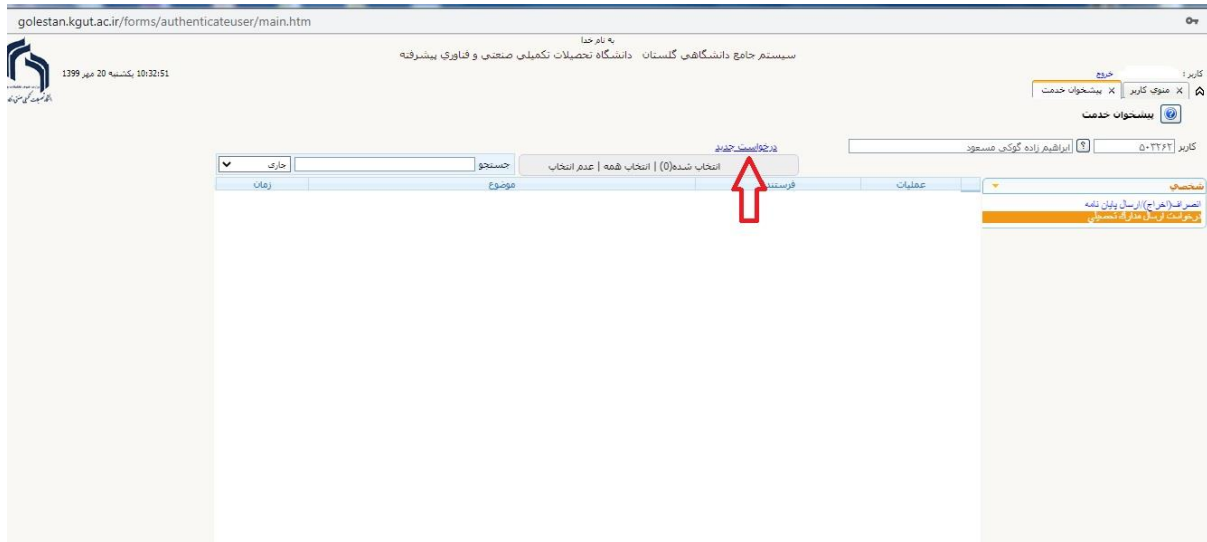 golestan.kgut.ac.ir/forms/authenticateuser/main.htm
به نام خدا
سیستم جامع دانشگاهی گلستان   دانشگاه تحصیلات تکمیلی صنعتی و فناوری پیشرفته
10:32:51 یکشنبه 20 مهر 1399
کاربر :   خروج
منوی کاربر   پیشخوان خدمت
پیشخوان خدمت
کاربر ۵۰۳۲۶۲ ? ابراهیم زاده گوکی مسعود
درخواست جدید
انتخاب شده(0) | انتخاب همه | عدم انتخاب   جستجو   جاری
شخصی
عملیات   موضوع   زمان
انصراف(اخراج)/ارسال پایان نامه
درخواست ارسال مدارک تحصیلی